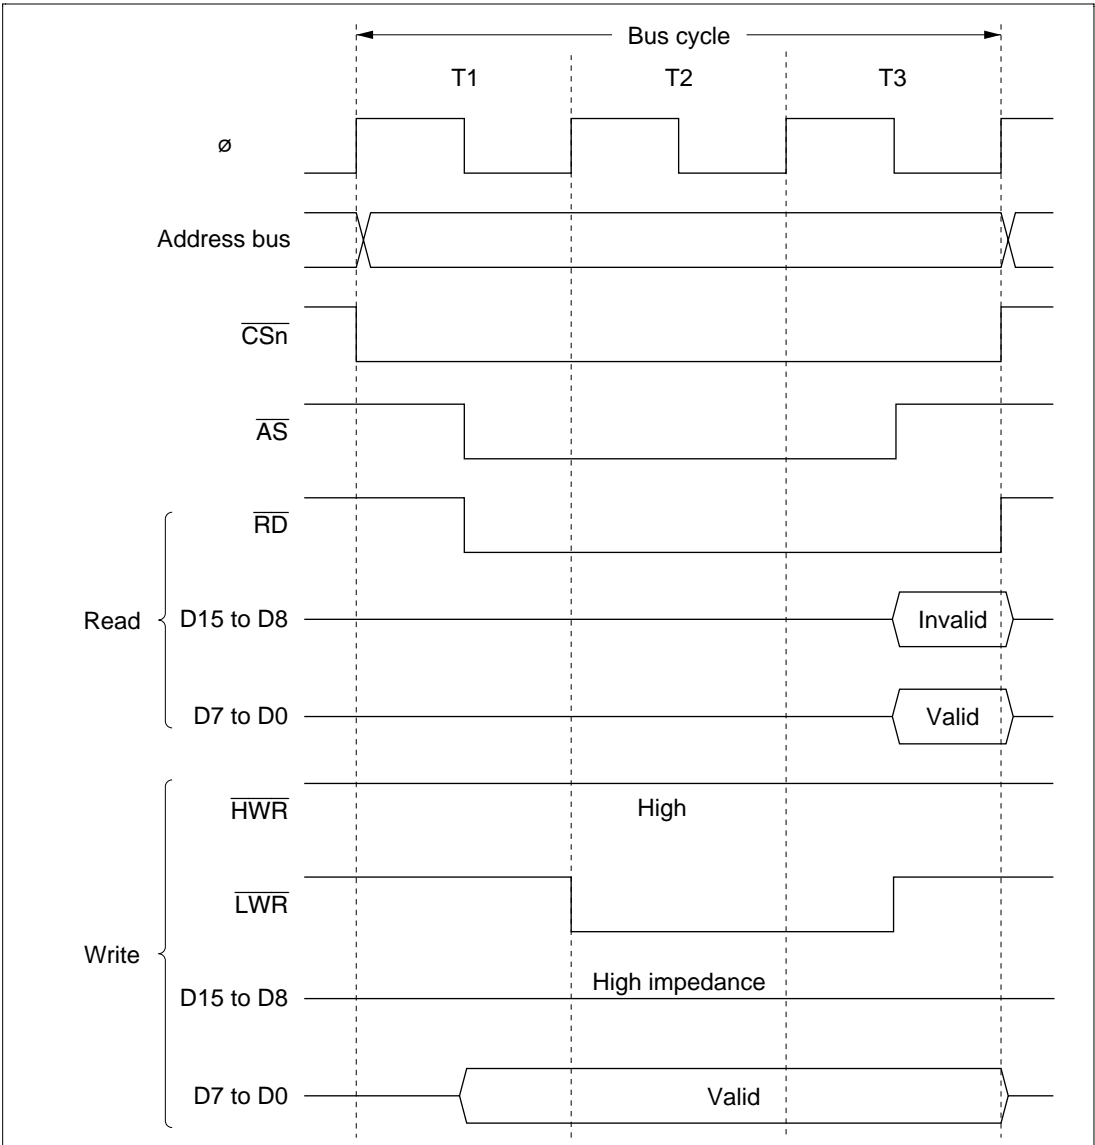 Bus cycle
T1 T2 T3
ø
Address bus
CSn
AS
RD
Read
D15 to D8
Invalid
D7 to D0
Valid
HWR
High
LWR
Write
High impedance
D15 to D8
D7 to D0
Valid